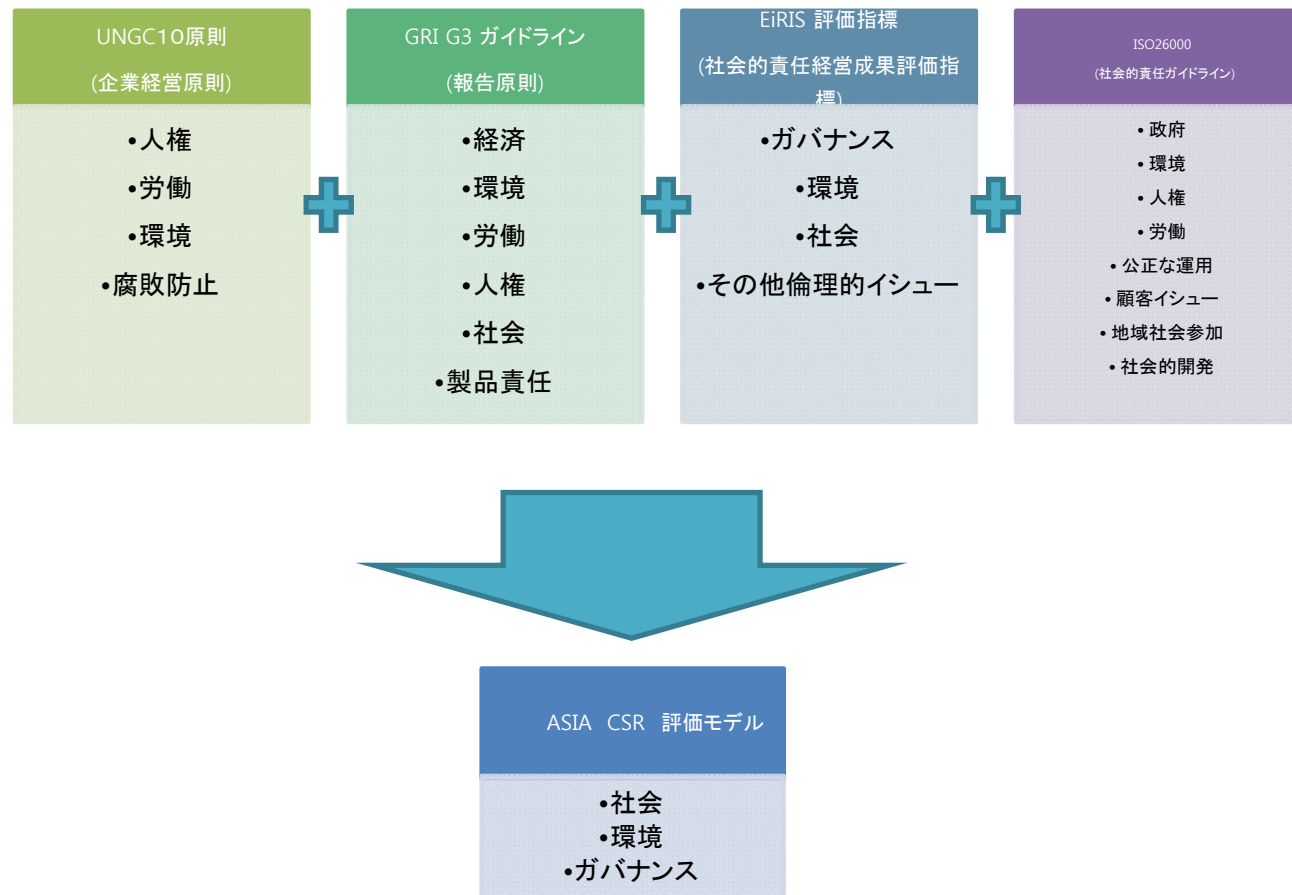 UNGC10原則
(企業経営原則)
•人権
•労働
•環境
•腐敗防止
GRI G3 ガイドライン
(報告原則)
•経済
•環境
•労働
•人権
•社会
•製品責任
EiRIS 評価指標
(社会的責任経営成果評価指
標)
•ガバナンス
•環境
•社会
•その他倫理的イシュー
ISO26000
(社会的責任ガイドライン)
• 政府
• 環境
• 人権
• 労働
• 公正な運用
• 顧客イシュー
• 地域社会参加
• 社会的開発
ASIA CSR 評価モデル
•社会
•環境
•ガバナンス